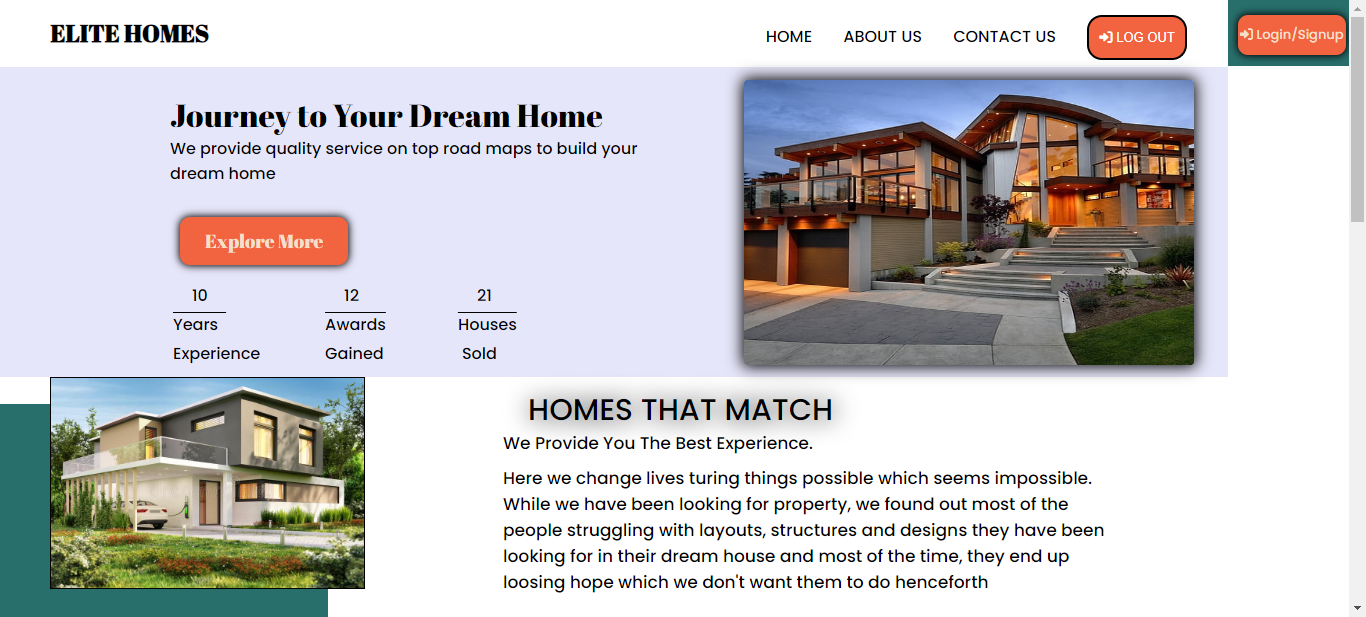 ELITE HOMES
HOME ABOUT US CONTACT US LOG OUT Login/Signup
Journey to Your Dream Home
We provide quality service on top road maps to build your
dream home
Explore More
10 12 21
Years Awards Houses
Experience Gained Sold
HOMES THAT MATCH
We Provide You The Best Experience.
Here we change lives turing things possible which seems impossible.
While we have been looking for property, we found out most of the
people struggling with layouts, structures and designs they have been
looking for in their dream house and most of the time, they end up
loosing hope which we don't want them to do henceforth